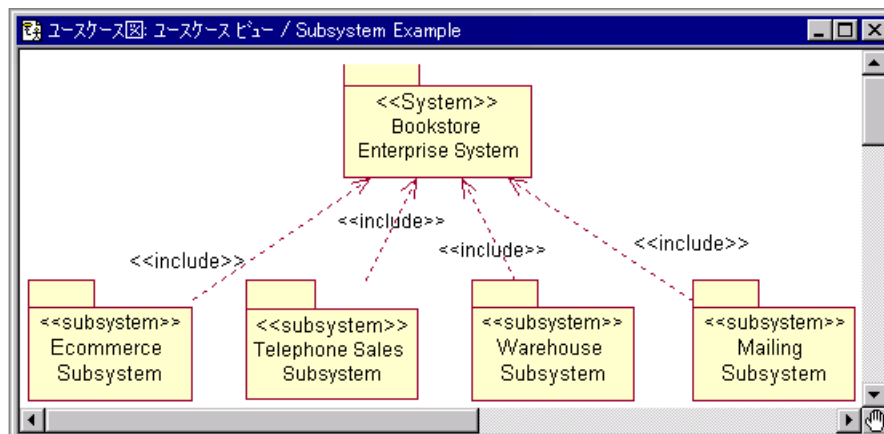 ユースケース図: ユースケース ビュー / Subsystem Example
<<System>>
Bookstore
Enterprise System
<<include>>
<<include>>
<<include>>
<<include>>
<<subsystem>>
Ecommerce
Subsystem
<<subsystem>>
Telephone Sales
Subsystem
<<subsystem>>
Warehouse
Subsystem
<<subsystem>>
Mailing
Subsystem